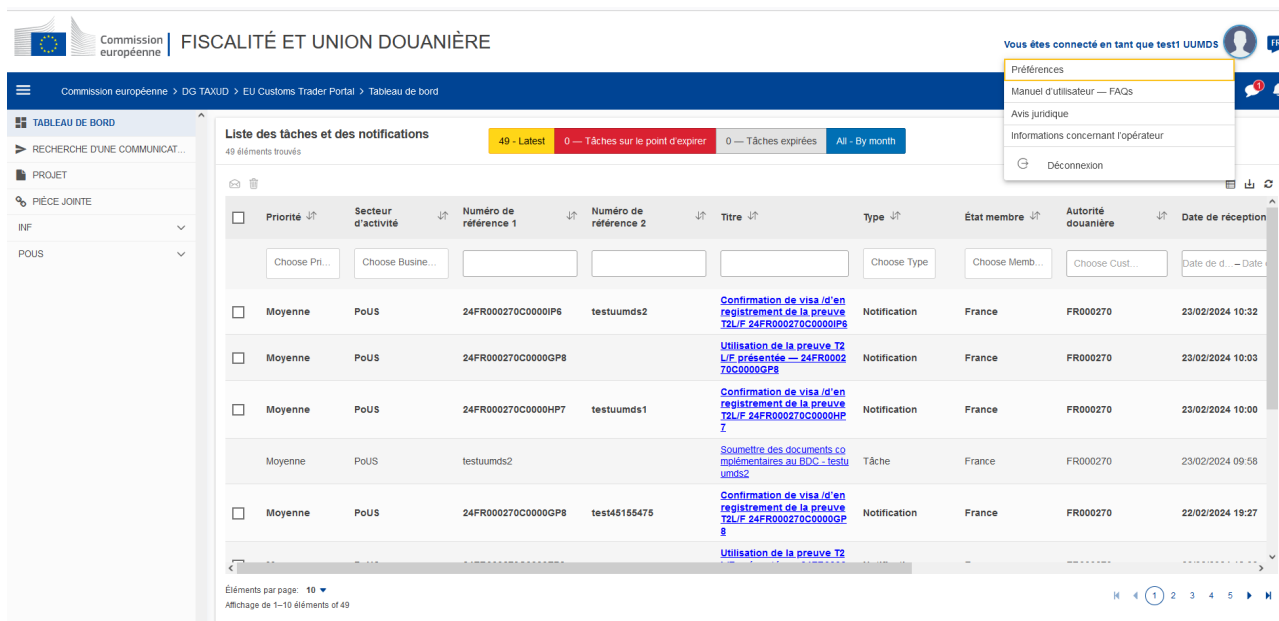 Commission
européenne
FISCALITÉ ET UNION DOUANIÈRE
Vous êtes connecté en tant que test1 UUMDS
FR
Préférences
Manuel d'utilisateur — FAQs
Avis juridique
Informations concernant l'opérateur
Déconnexion
Commission européenne > DG TAXUD > EU Customs Trader Portal > Tableau de bord
1
TABLEAU DE BORD
RECHERCHE D'UNE COMMUNICAT...
PROJET
PIÈCE JOINTE
INF
POUS
Liste des tâches et des notifications
49 éléments trouvés
49 - Latest
0 — Tâches sur le point d'expirer
0 — Tâches expirées
All - By month
Priorité
Secteur
d'activité
Numéro de
référence 1
Numéro de
référence 2
Titre
Type
État membre
Autorité
douanière
Date de réception
Choose Pri...
Choose Busine...
Choose Type
Choose Memb...
Choose Cust...
Date de d... – Date
Moyenne
PoUS
24FR000270C0000IP6
testuumds2
Confirmation de visa /d'en
registrement de la preuve
T2L/F 24FR000270C0000IP6
Notification
France
FR000270
23/02/2024 10:32
Moyenne
PoUS
24FR000270C0000GP8
Utilisation de la preuve T2
L/F présentée — 24FR0002
70C0000GP8
Notification
France
FR000270
23/02/2024 10:03
Moyenne
PoUS
24FR000270C0000HP7
testuumds1
Confirmation de visa /d'en
registrement de la preuve
T2L/F 24FR000270C0000HP
7
Notification
France
FR000270
23/02/2024 10:00
Moyenne
PoUS
testuumds2
Soumettre des documents co
mplémentaires au BDC - testu
umds2
Tâche
France
FR000270
23/02/2024 09:58
Moyenne
PoUS
24FR000270C0000GP8
test45155475
Confirmation de visa /d'en
registrement de la preuve
T2L/F 24FR000270C0000GP
8
Notification
France
FR000270
22/02/2024 19:27
Utilisation de la preuve T2
Éléments par page: 10
Affichage de 1–10 éléments of 49
1 2 3 4 5